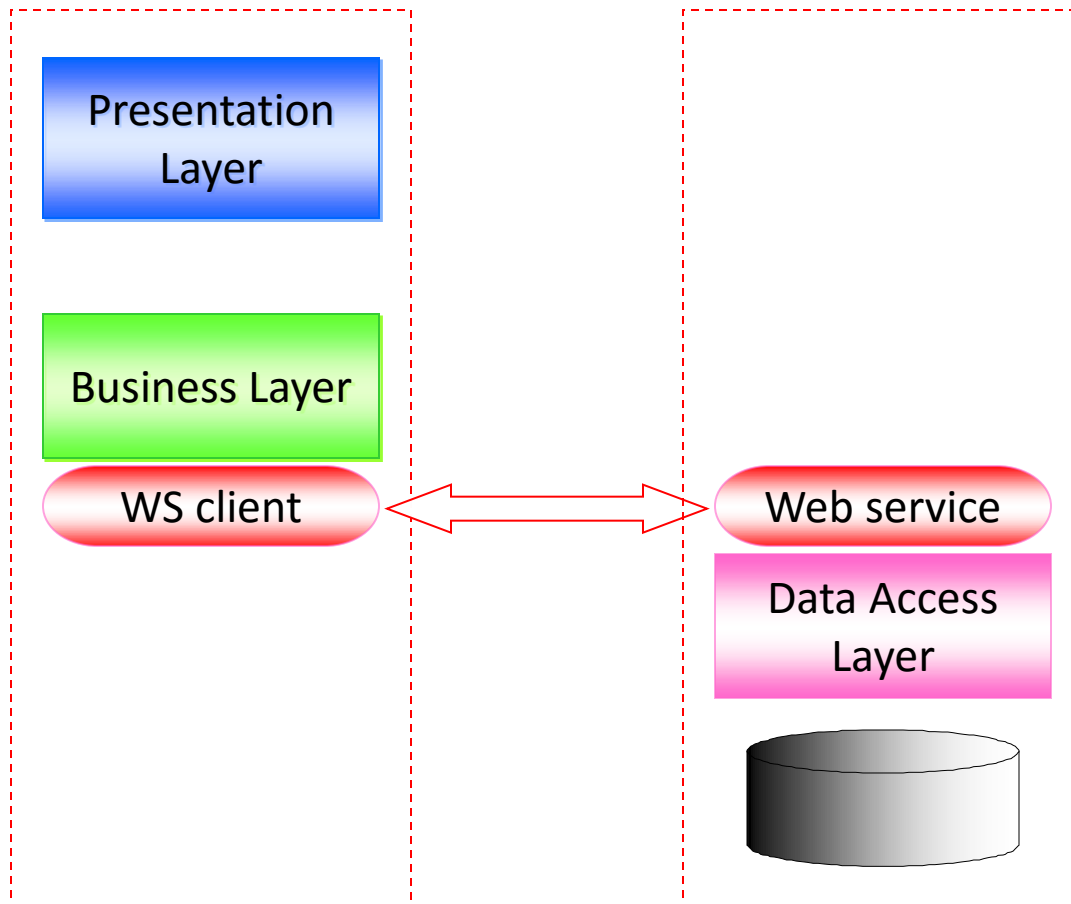 Presentation
Layer
Business Layer
WS client
Web service
Data Access
Layer